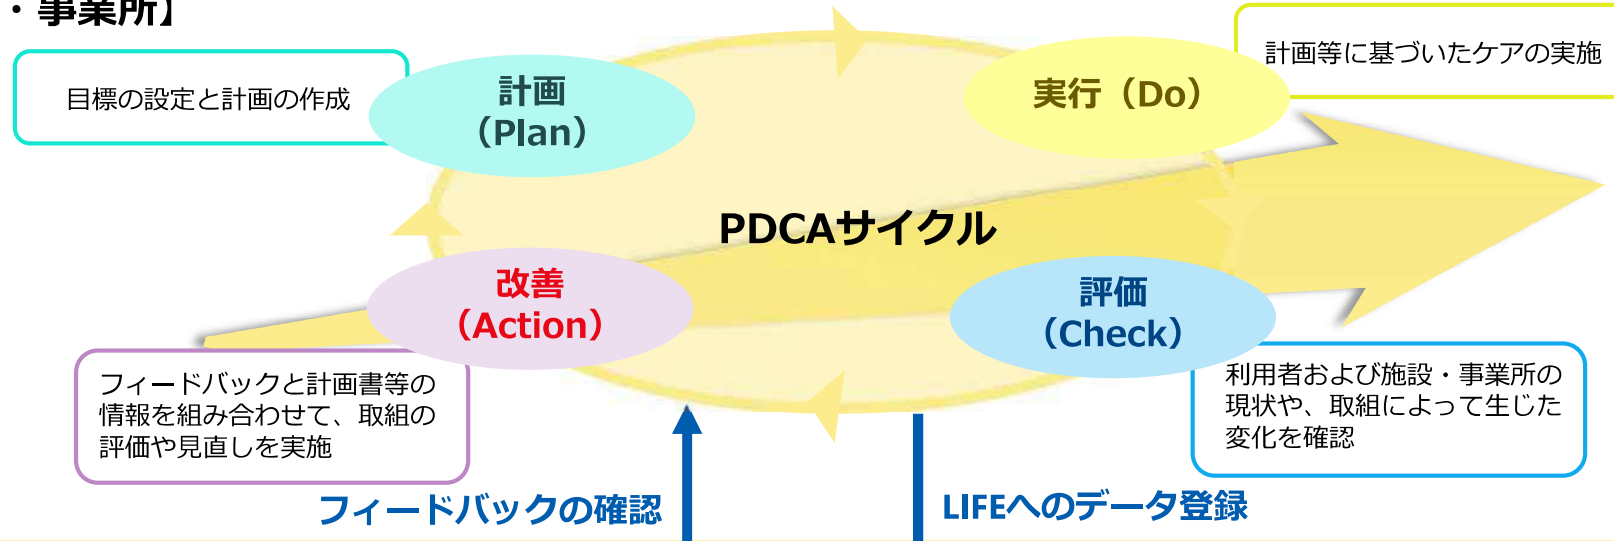 ・事業所】
目標の設定と計画の作成
計画
（Plan）
実行（Do）
計画等に基づいたケアの実施
PDCAサイクル
改善
（Action）
評価
（Check）
フィードバックと計画書等の
情報を組み合わせて、取組の
評価や見直しを実施
利用者および施設・事業所の
現状や、取組によって生じた
変化を確認
フィードバックの確認
LIFEへのデータ登録